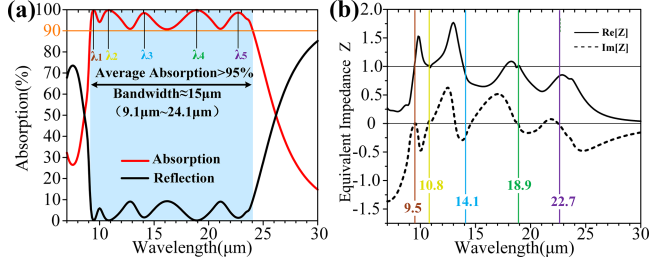 (a)
100
90
80
70
60
50
40
30
20
10
0
Absorption(%)
λ1 λ2 λ3 λ4 λ5
Average Absorption>95%
Bandwidth≈15μm
（9.1μm~24.1μm）
Absorption
Reflection
10 15 20 25 30
Wavelength(μm)
(b)
2.0
1.5
1.0
0.5
0
-0.5
-1.0
-1.5
Equivalent Impedance Z
Re[Z]
Im[Z]
10.8 18.9
9.5 14.1 22.7
10 15 20 25 30
Wavelength(μm)